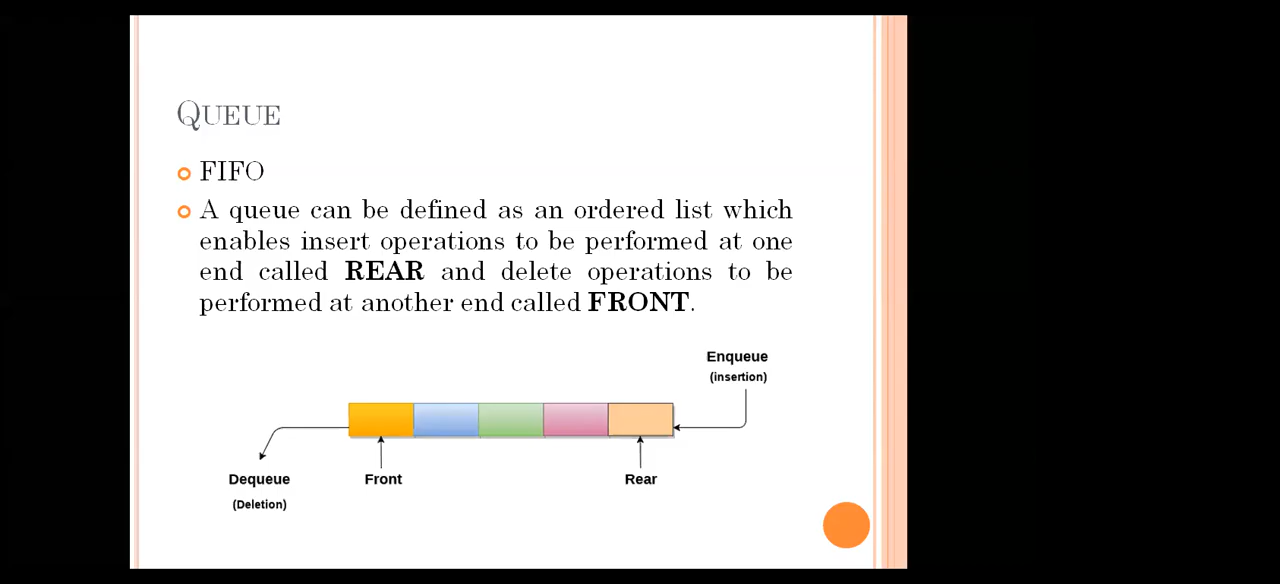 QUEUE
FIFO
A queue can be defined as an ordered list which
enables insert operations to be performed at one
end called REAR and delete operations to be
performed at another end called FRONT.
Enqueue
(insertion)
Dequeue
(Deletion)
Front
Rear